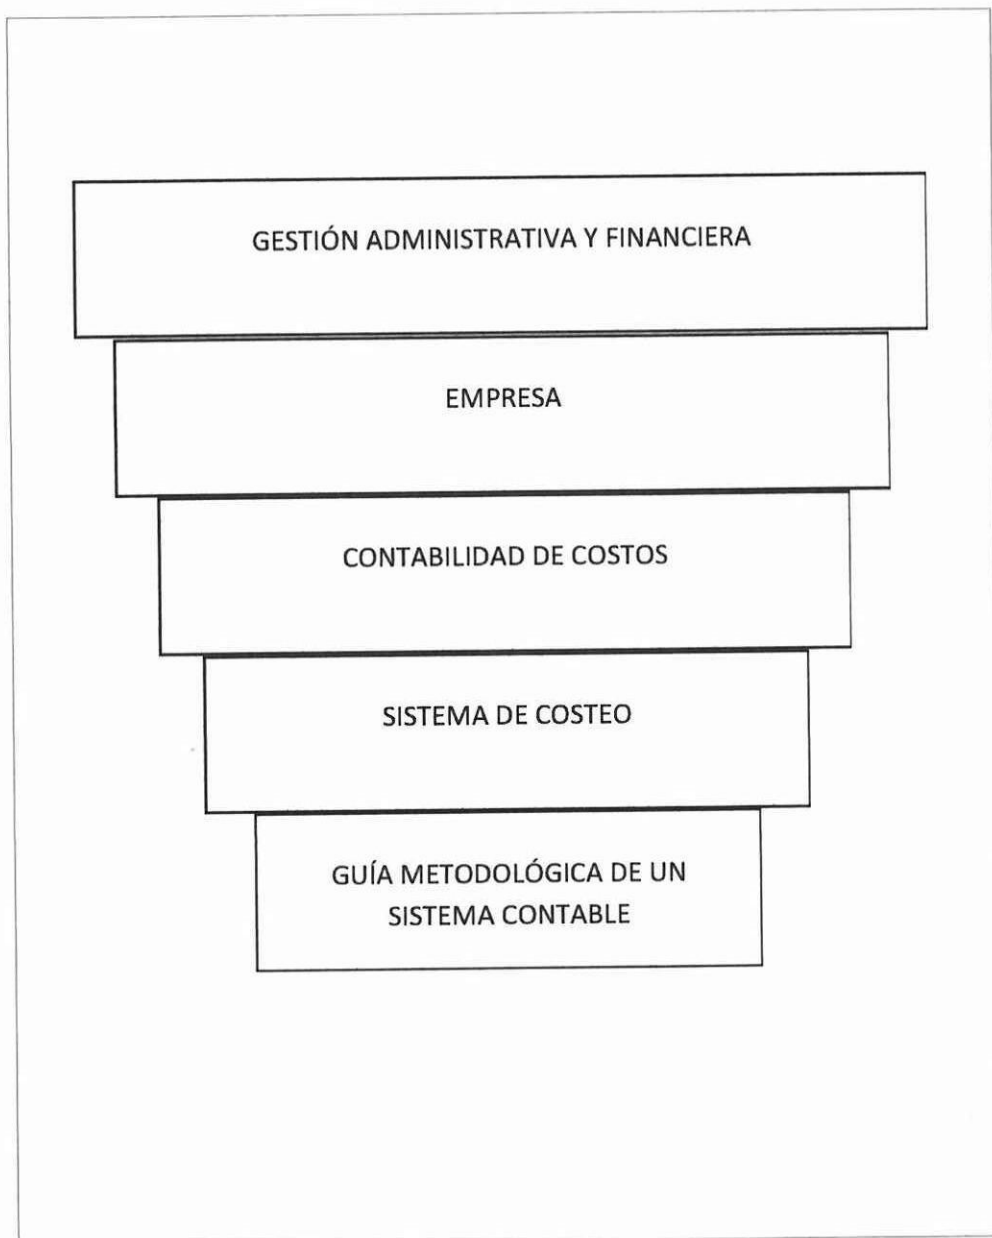 GESTIÓN ADMINISTRATIVA Y FINANCIERA
EMPRESA
CONTABILIDAD DE COSTOS
SISTEMA DE COSTEO
GUÍA METODOLÓGICA DE UN
SISTEMA CONTABLE